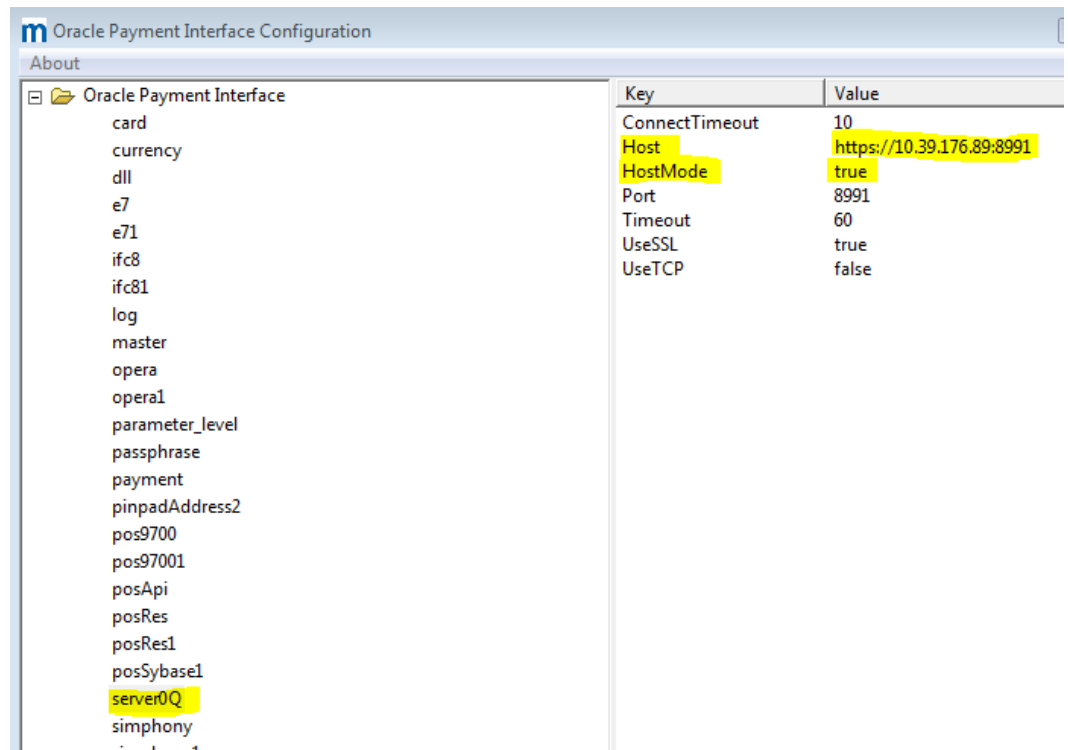 m Oracle Payment Interface Configuration
About
Oracle Payment Interface
card
currency
dll
e7
e71
ifc8
ifc81
log
master
opera
opera1
parameter_level
passphrase
payment
pinpadAddress2
pos9700
pos97001
posApi
posRes
posRes1
posSybase1
server0Q
simphony
Key Value
ConnectTimeout 10
Host https://10.39.176.89:8991
HostMode true
Port 8991
Timeout 60
UseSSL true
UseTCP false